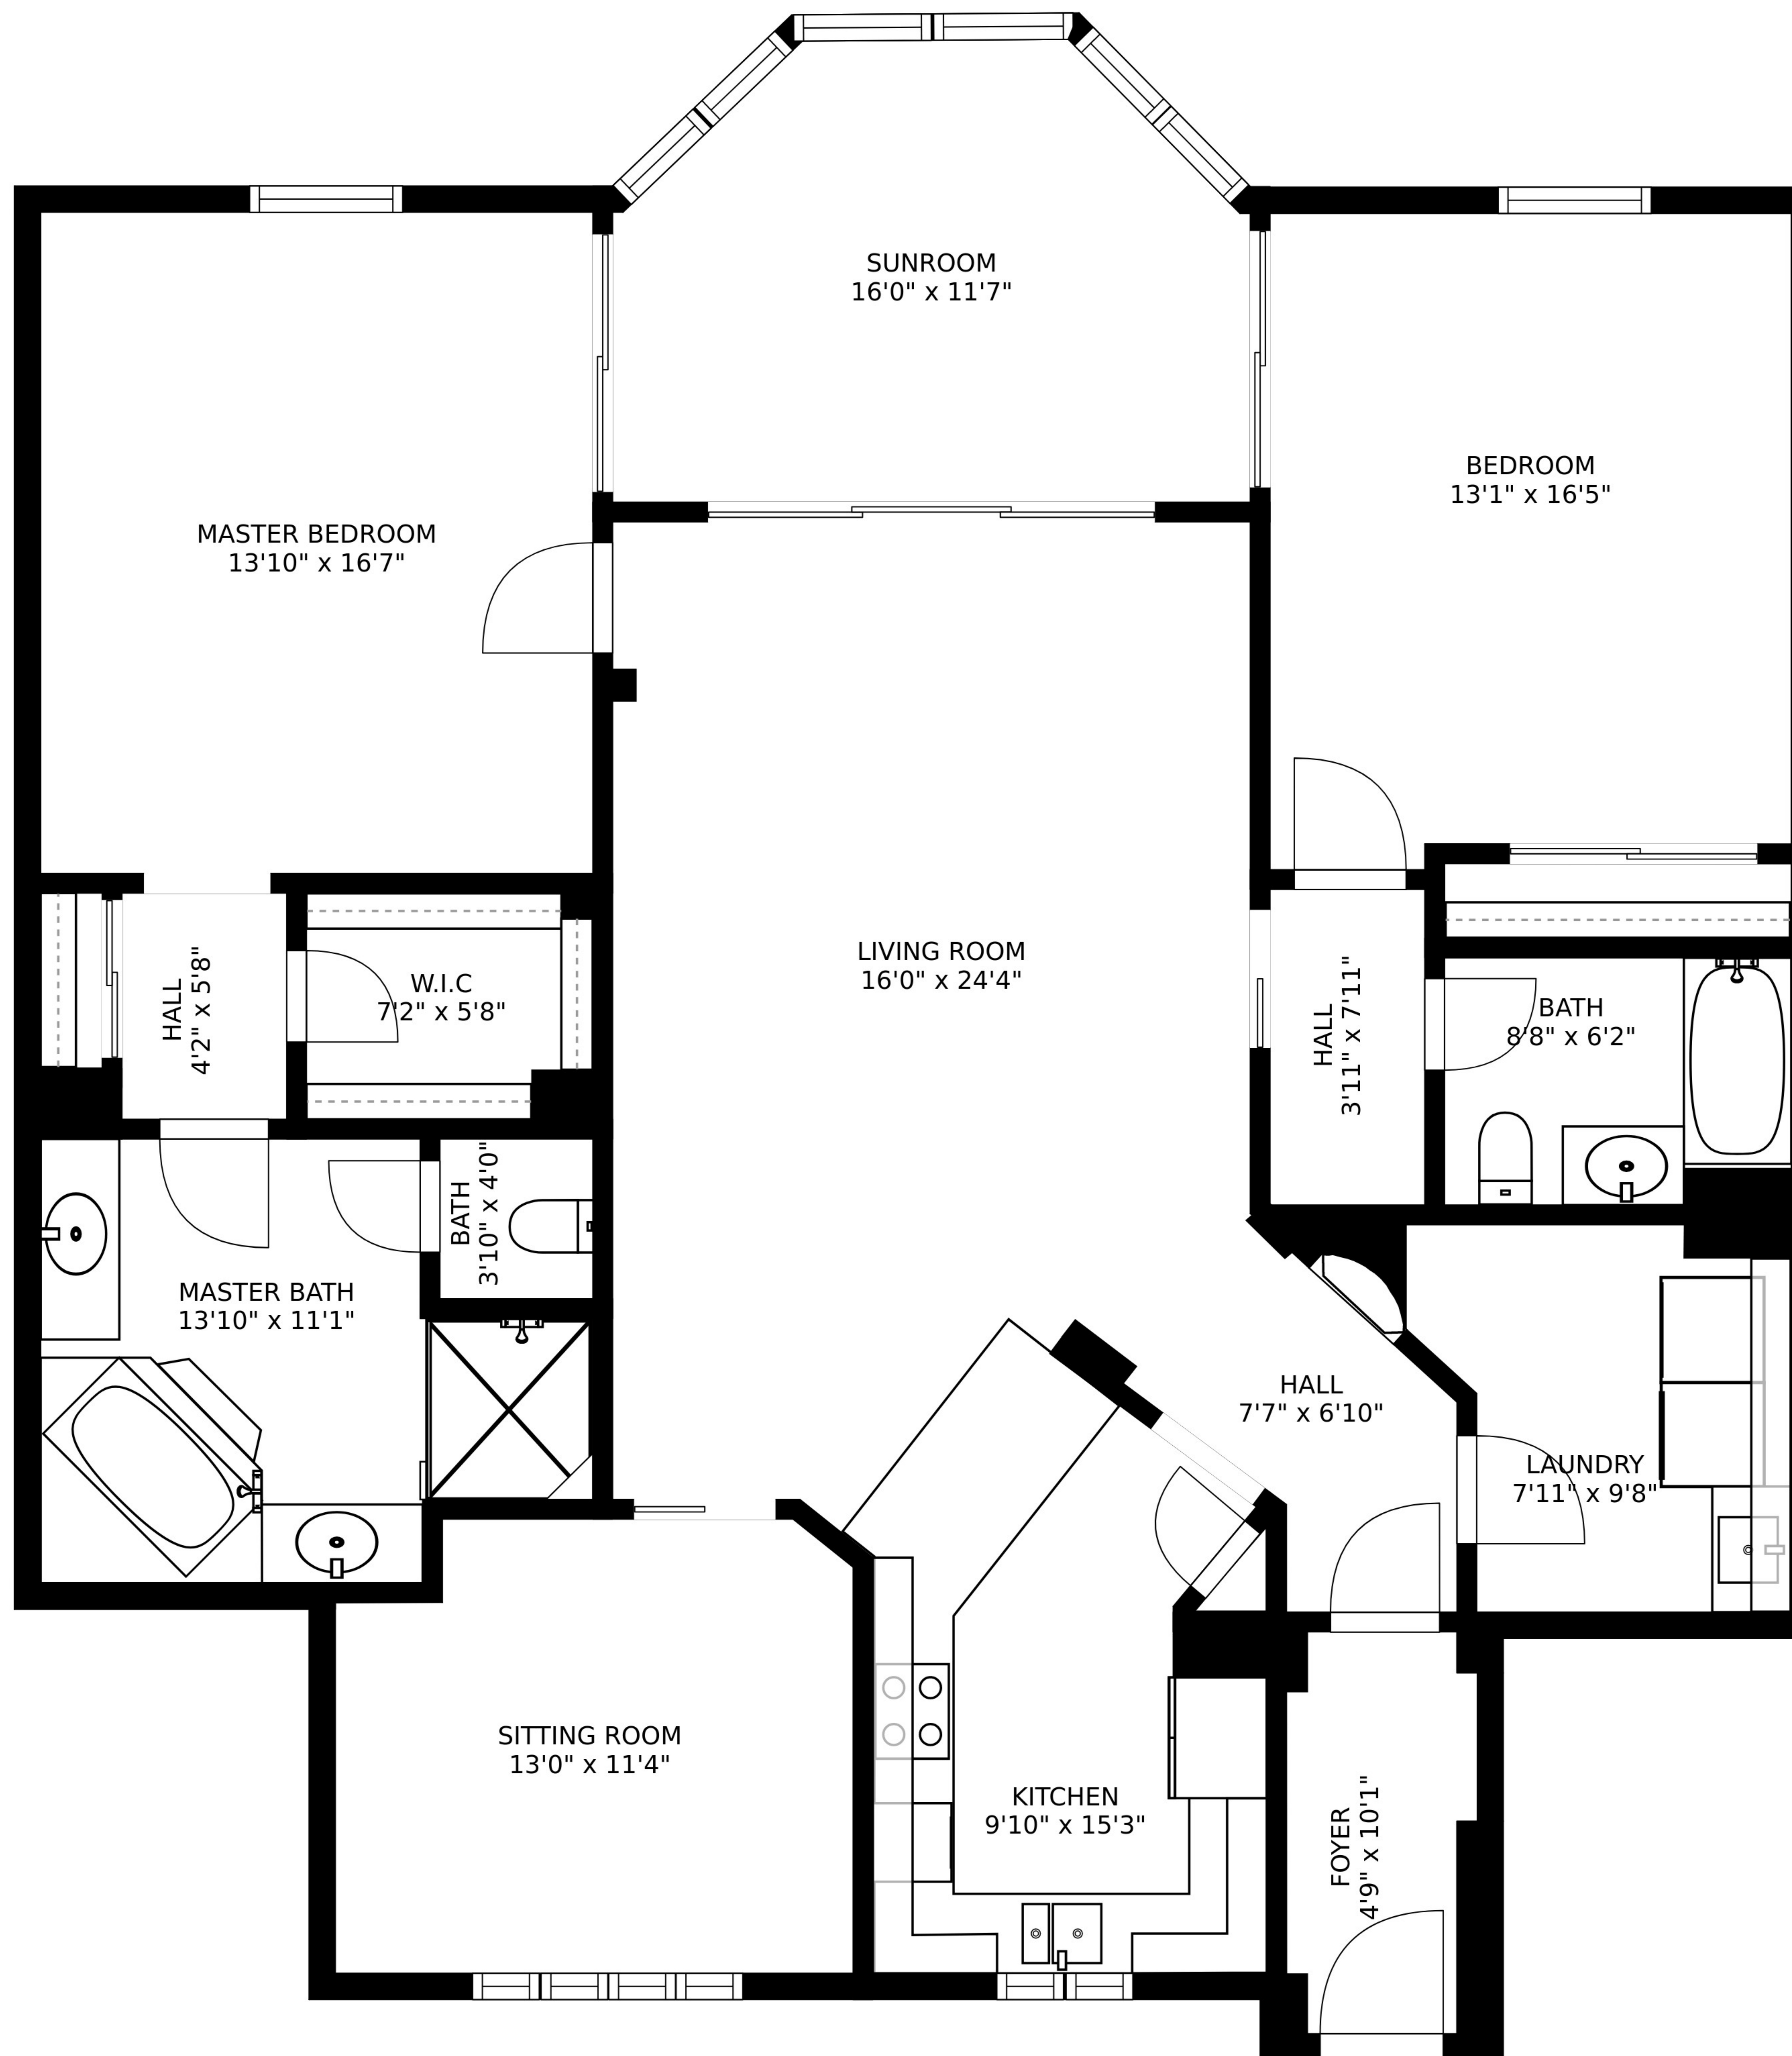 SUNROOM
16'0" x 11'7"
BEDROOM
13'1" x 16'5"
MASTER BEDROOM
13'10" x 16'7"
LIVING ROOM
16'0" x 24'4"
HALL
4'2" x 5'8"
W.I.C
7'2" x 5'8"
HALL
3'11" x 7'11"
BATH
8'8" x 6'2"
BATH
3'10" x 4'0"
MASTER BATH
13'10" x 11'1"
HALL
7'7" x 6'10"
LAUNDRY
7'11" x 9'8"
SITTING ROOM
13'0" x 11'4"
KITCHEN
9'10" x 15'3"
FOYER
4'9" x 10'1"